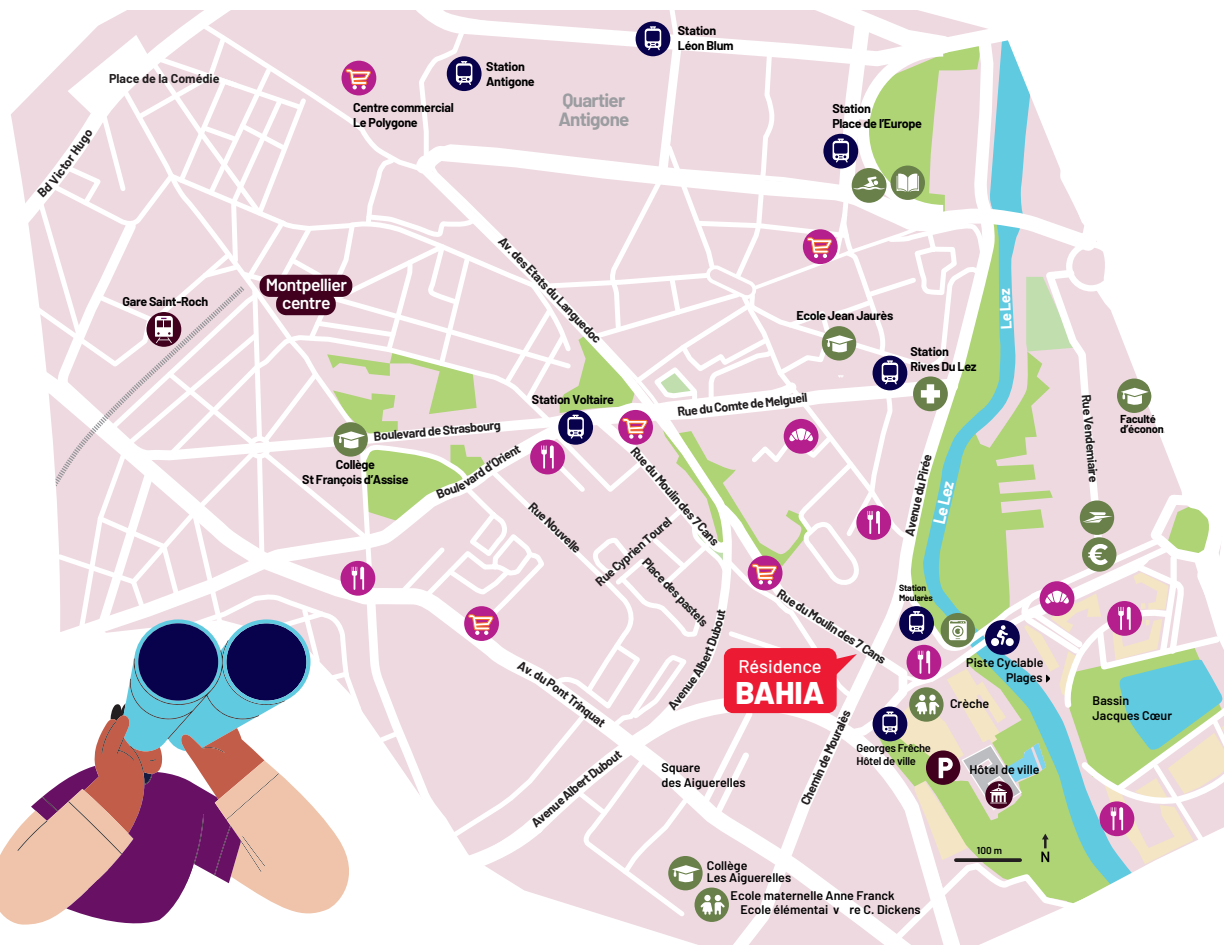 Station
Léon Blum
Station
Antigone
Place de la Comédie
Centre commercial
Le Polygone
Quartier
Antigone
Station
Place de l'Europe
Bd Victor Hugo
Av. des Etats du Languedoc
Montpellier
centre
Gare Saint-Roch
Le Lez
Ecole Jean Jaurès
Station
Rives Du Lez
Station Voltaire
Rue du Comte de Melgueil
Rue Vendemiaire
Faculté
d'éconon
Boulevard de Strasbourg
Collège
St François d'Assise
Boulevard d'Orient
Rue du Moulin des 7 Cans
Avenue du Pirée
Le Lez
Rue Nouvelle
Rue Cyprien Tourel
Place des pastels
€
Rue du Moulin des 7 Cans
Station
Moularès
Avenue Albert Dubout
Résidence
BAHIA
Piste Cyclable
Plages
Av. du Pont Trinquat
Crèche
Bassin
Jacques Cœur
Georges Frêche
Hôtel de ville
Chemin de Mouralès
P
Hôtel de ville
Avenue Albert Dubout
Square
des Aiguerelles
100 m
N
Collège
Les Aiguerelles
Ecole maternelle Anne Franck
Ecole élémentai v re C. Dickens